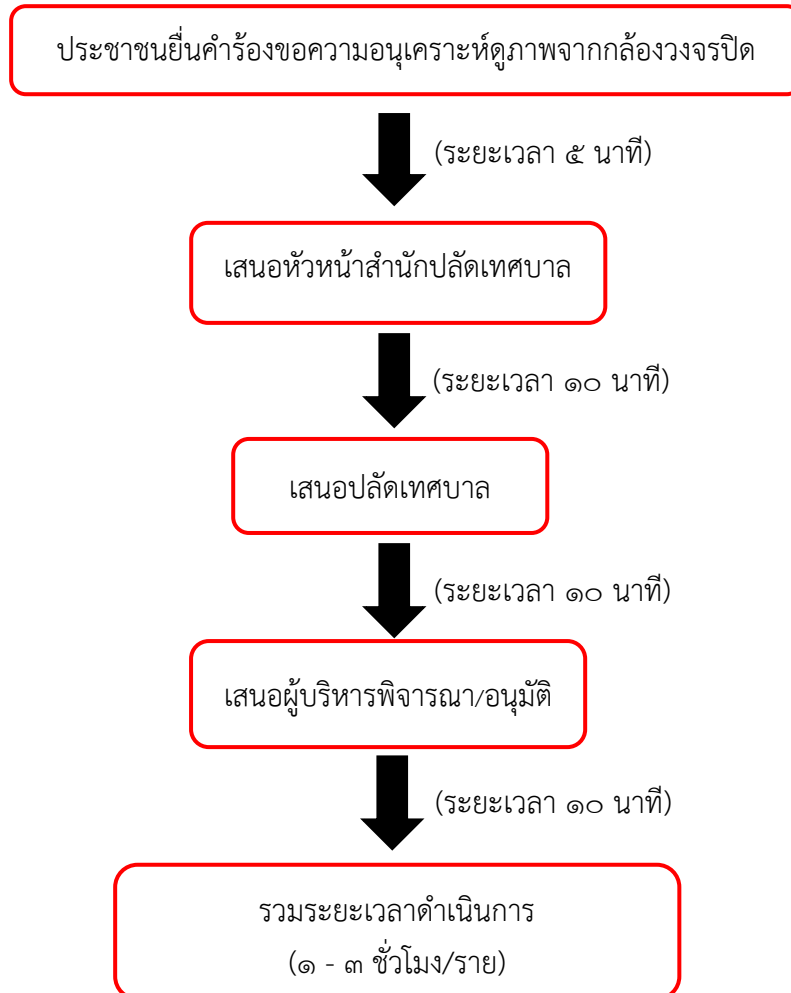 ประชาชนยื่นคำร้องขอความอนุเคราะห์ดูภาพจากกล้องวงจรปิด
(ระยะเวลา ๕ นาที)
เสนอหัวหน้าสำนักปลัดเทศบาล
(ระยะเวลา ๑๐ นาที)
เสนอปลัดเทศบาล
(ระยะเวลา ๑๐ นาที)
เสนอผู้บริหารพิจารณา/อนุมัติ
(ระยะเวลา ๑๐ นาที)
รวมระยะเวลาดำเนินการ
(๑ - ๓ ชั่วโมง/ราย)